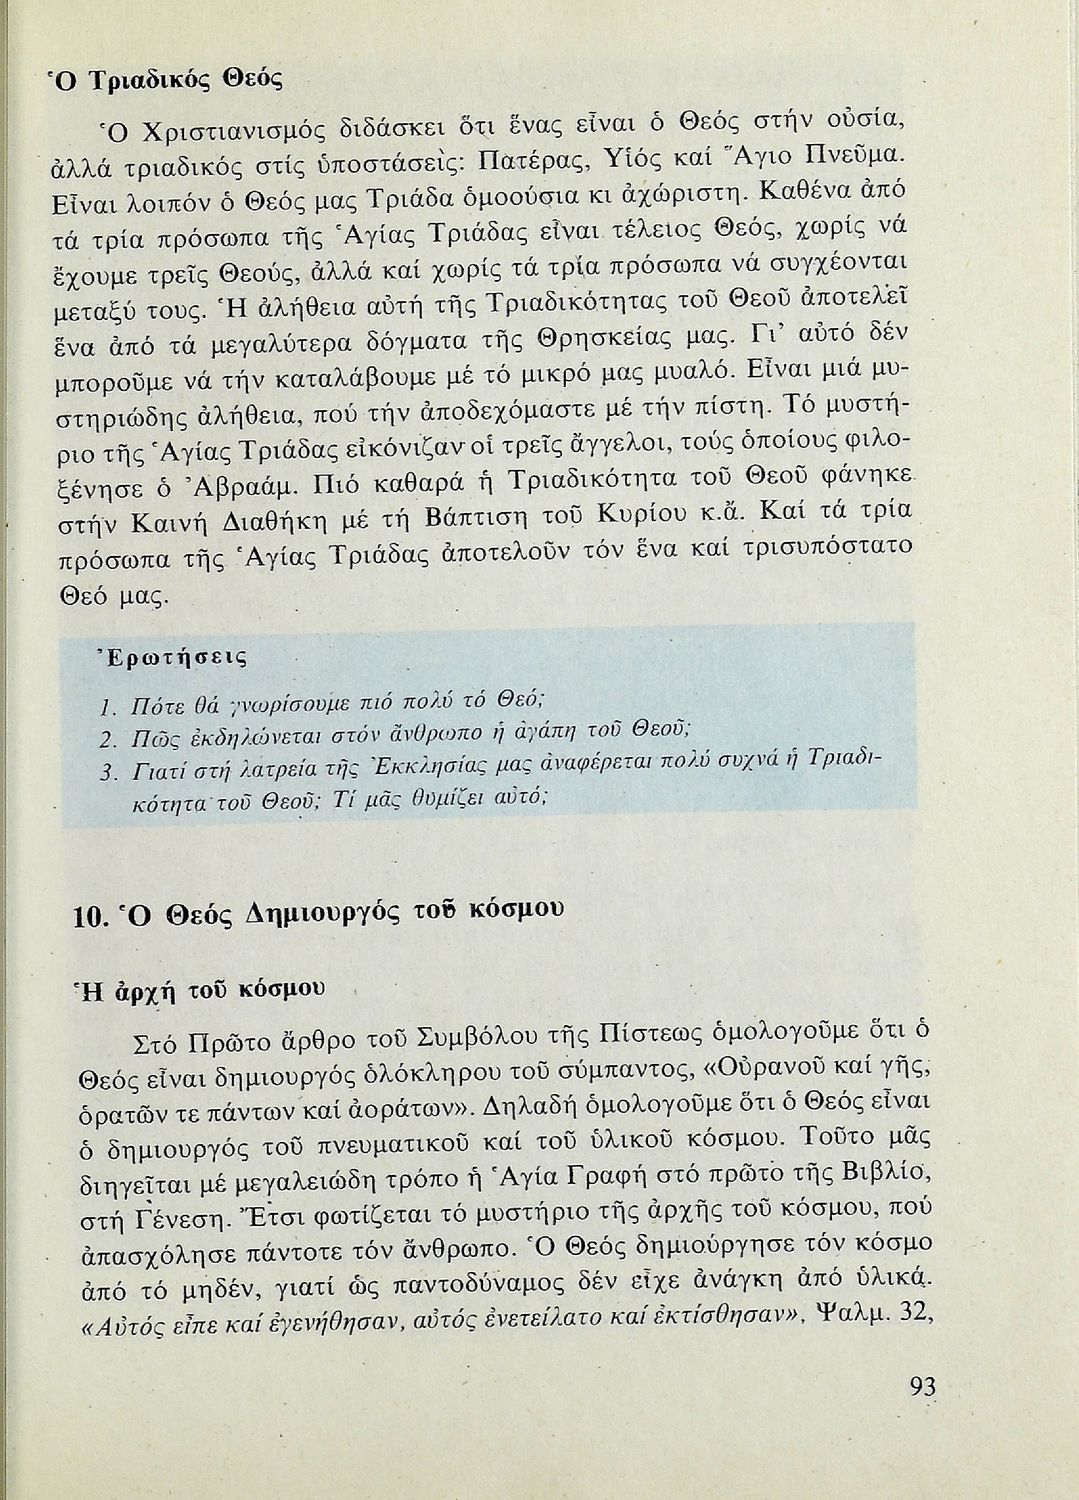 Ὁ Τριαδικός Θεός
Ὁ Χριστιανισμός διδάσκει ὅτι ἕνας εἶναι ὁ Θεός στήν οὐσία,
ἀλλά τριαδικός στίς ὑποστάσεις: Πατέρας, Υἱός καί Ἅγιο Πνεῦμα.
Εἶναι λοιπόν ὁ Θεός μας Τριάδα ὁμοούσια κι ἀχώριστη. Καθένα ἀπό
τά τρία πρόσωπα τῆς Ἁγίας Τριάδας εἶναι τέλειος Θεός, χωρίς νά
ἔχουμε τρεῖς Θεούς, ἀλλά καί χωρίς τά τρία πρόσωπα νά συγχέονται
μεταξύ τους. Ἡ ἀλήθεια αὐτή τῆς Τριαδικότητας τοῦ Θεοῦ ἀποτελεῖ
ἕνα ἀπό τά μεγαλύτερα δόγματα τῆς Θρησκείας μας. Γι’ αὐτό δέν
μποροῦμε νά τήν καταλάβουμε μέ τό μικρό μας μυαλό. Εἶναι μιά μυ-
στηριώδης ἀλήθεια, πού τήν ἀποδεχόμαστε μέ τήν πίστη. Τό μυστή-
ριο τῆς Ἁγίας Τριάδας εἰκόνιζαν οἱ τρεῖς ἄγγελοι, τούς ὁποίους φιλο-
ξένησε ὁ Ἀβραάμ. Πιό καθαρά ἡ Τριαδικότητα τοῦ Θεοῦ φάνηκε
στήν Καινή Διαθήκη μέ τή Βάπτιση τοῦ Κυρίου κ.ἄ. Καί τά τρία
πρόσωπα τῆς Ἁγίας Τριάδας ἀποτελοῦν τόν ἕνα καί τρισυπόστατο
Θεό μας.
Ἐρωτήσεις
1. Πότε θά γνωρίσουμε πιό πολύ τό Θεό;
2. Πῶς ἐκδηλώνεται στόν ἄνθρωπο ἡ ἀγάπη τοῦ Θεοῦ;
3. Γιατί στή λατρεία τῆς Ἐκκλησίας μας ἀναφέρεται πολύ συχνά ἡ Τριαδι-
κότητα τοῦ Θεοῦ; Τί μᾶς θυμίζει αὐτό;
10. Ὁ Θεός Δημιουργός τοῦ κόσμου
Ἡ ἀρχή τοῦ κόσμου
Στό Πρῶτο ἄρθρο τοῦ Συμβόλου τῆς Πίστεως ὁμολογοῦμε ὅτι ὁ
Θεός εἶναι δημιουργός ὁλόκληρου τοῦ σύμπαντος, «Οὐρανοῦ καί γῆς,
ὁρατῶν τε πάντων καί ἀοράτων». Δηλαδή ὁμολογοῦμε ὅτι ὁ Θεός εἶναι
ὁ δημιουργός τοῦ πνευματικοῦ καί τοῦ ὑλικοῦ κόσμου. Τοῦτο μᾶς
διηγεῖται μέ μεγαλειώδη τρόπο ἡ Ἁγία Γραφή στό πρῶτο τῆς Βιβλίο,
στή Γένεση. Ἔτσι φωτίζεται τό μυστήριο τῆς ἀρχῆς τοῦ κόσμου, πού
ἀπασχόλησε πάντοτε τόν ἄνθρωπο. Ὁ Θεός δημιούργησε τόν κόσμο
ἀπό τό μηδέν, γιατί ὡς παντοδύναμος δέν εἶχε ἀνάγκη ἀπό ὑλικά.
«Αὐτός εἶπε καί ἐγενήθησαν, αὐτός ἐνετείλατο καί ἐκτίσθησαν», Ψαλμ. 32,
93